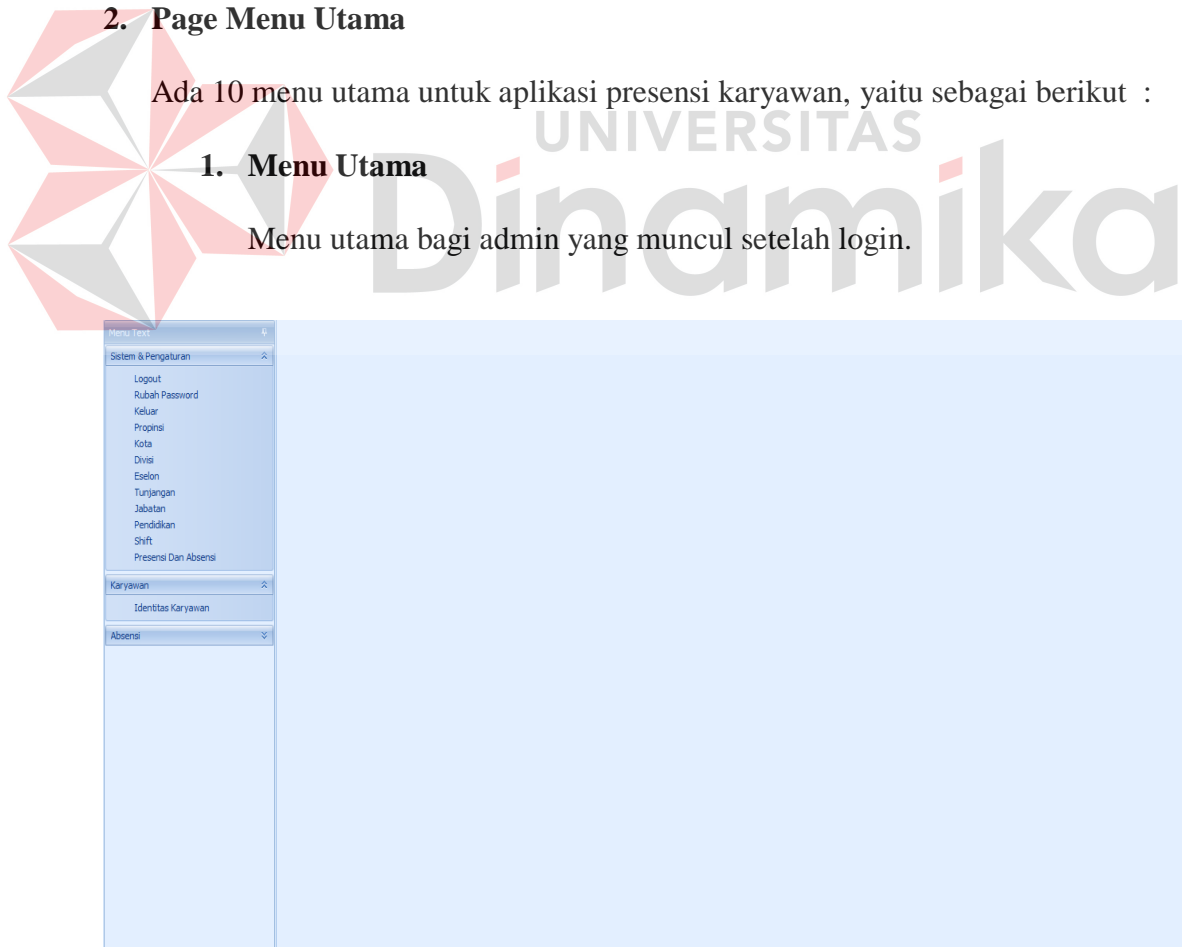 2. Page Menu Utama
Ada 10 menu utama untuk aplikasi presensi karyawan, yaitu sebagai berikut :
UNIVERSITAS
Dinamika
1. Menu Utama
Menu utama bagi admin yang muncul setelah login.
Menu Text
Sistem & Pengaturan
Logout
Rubah Password
Keluar
Propinsi
Kota
Divisi
Eselon
Tunjangan
Jabatan
Pendidikan
Shift
Presensi Dan Absensi
Karyawan
Identitas Karyawan
Absensi